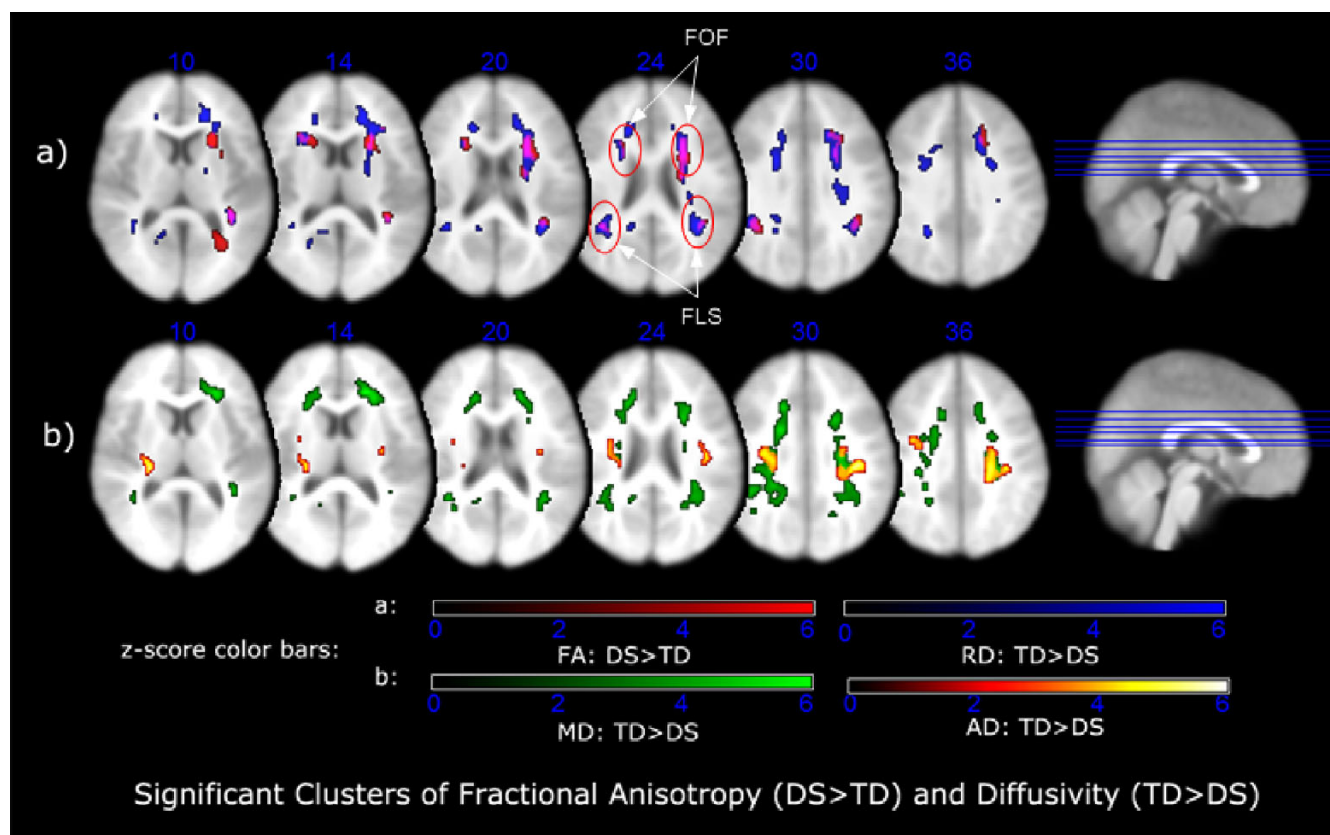 FOF
10 14 20 24 30 36
a)
FLS
10 14 20 24 30 36
b)
a:
0 2 4 6 0 2 4 6
z-score color bars: FA: DS>TD RD: TD>DS
b:
0 2 4 6 0 2 4 6
MD: TD>DS AD: TD>DS
Significant Clusters of Fractional Anisotropy (DS>TD) and Diffusivity (TD>DS)